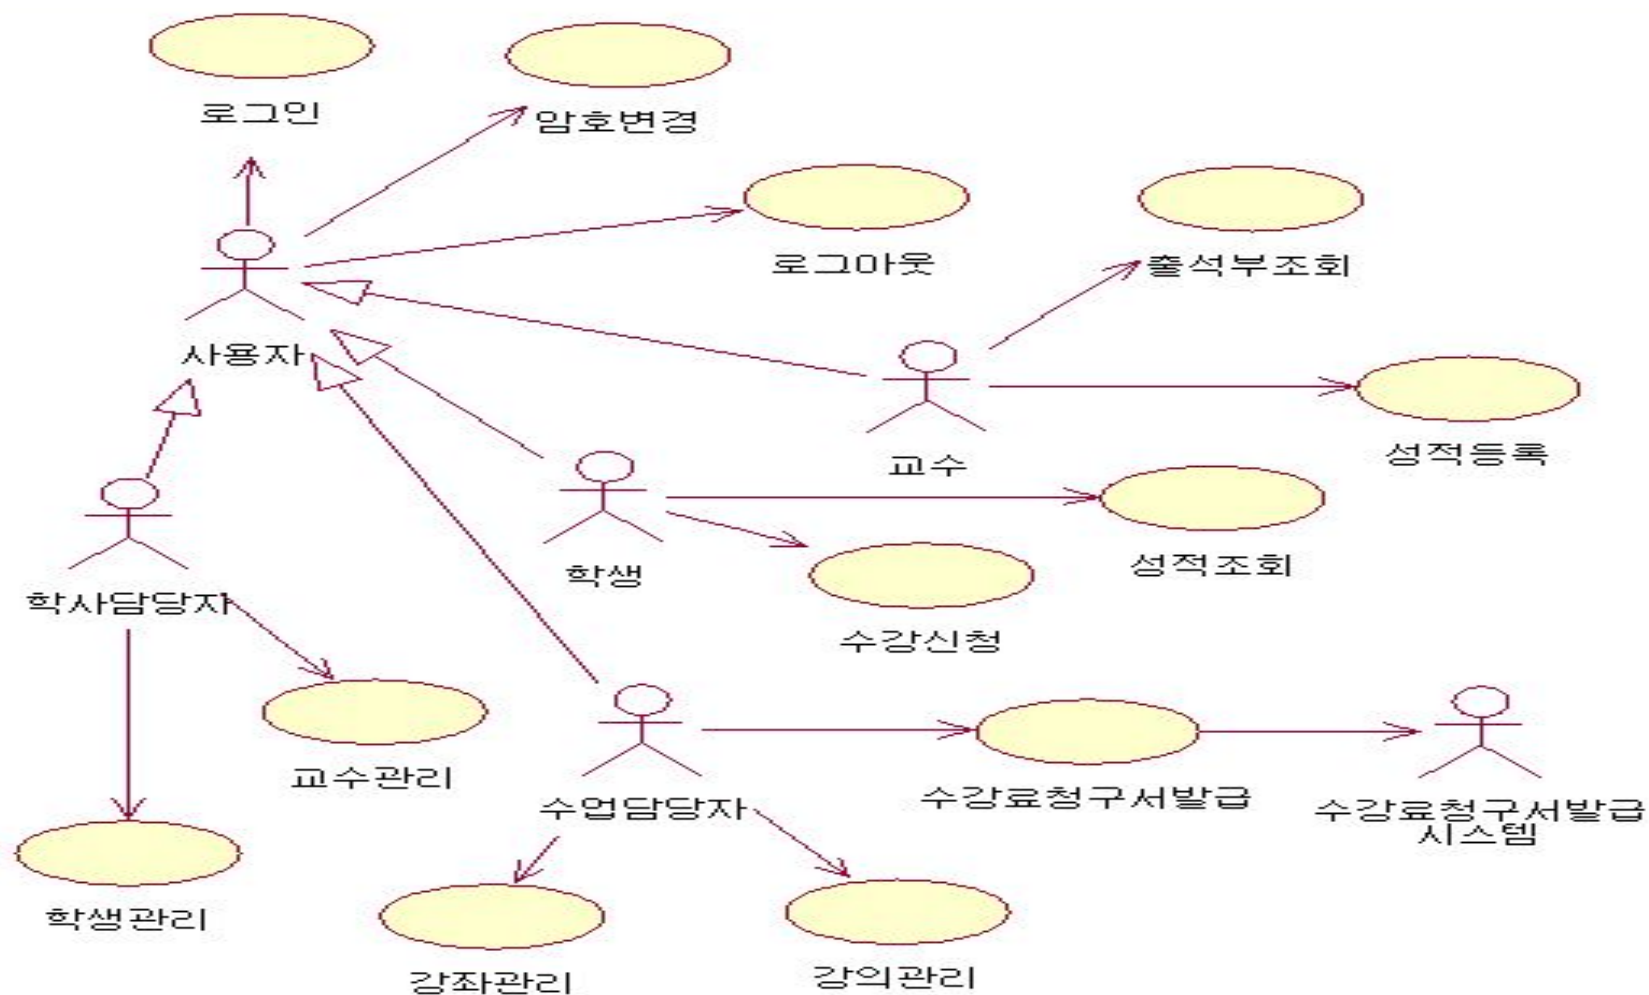 로그인
암호변경
로그아웃
출석부조회
사용자
교수
성적등록
학생
성적조회
학사담당자
수강신청
교수관리
수업담당자
수강료청구서발급
수강료청구서발급
시스템
학생관리
강좌관리
강의관리